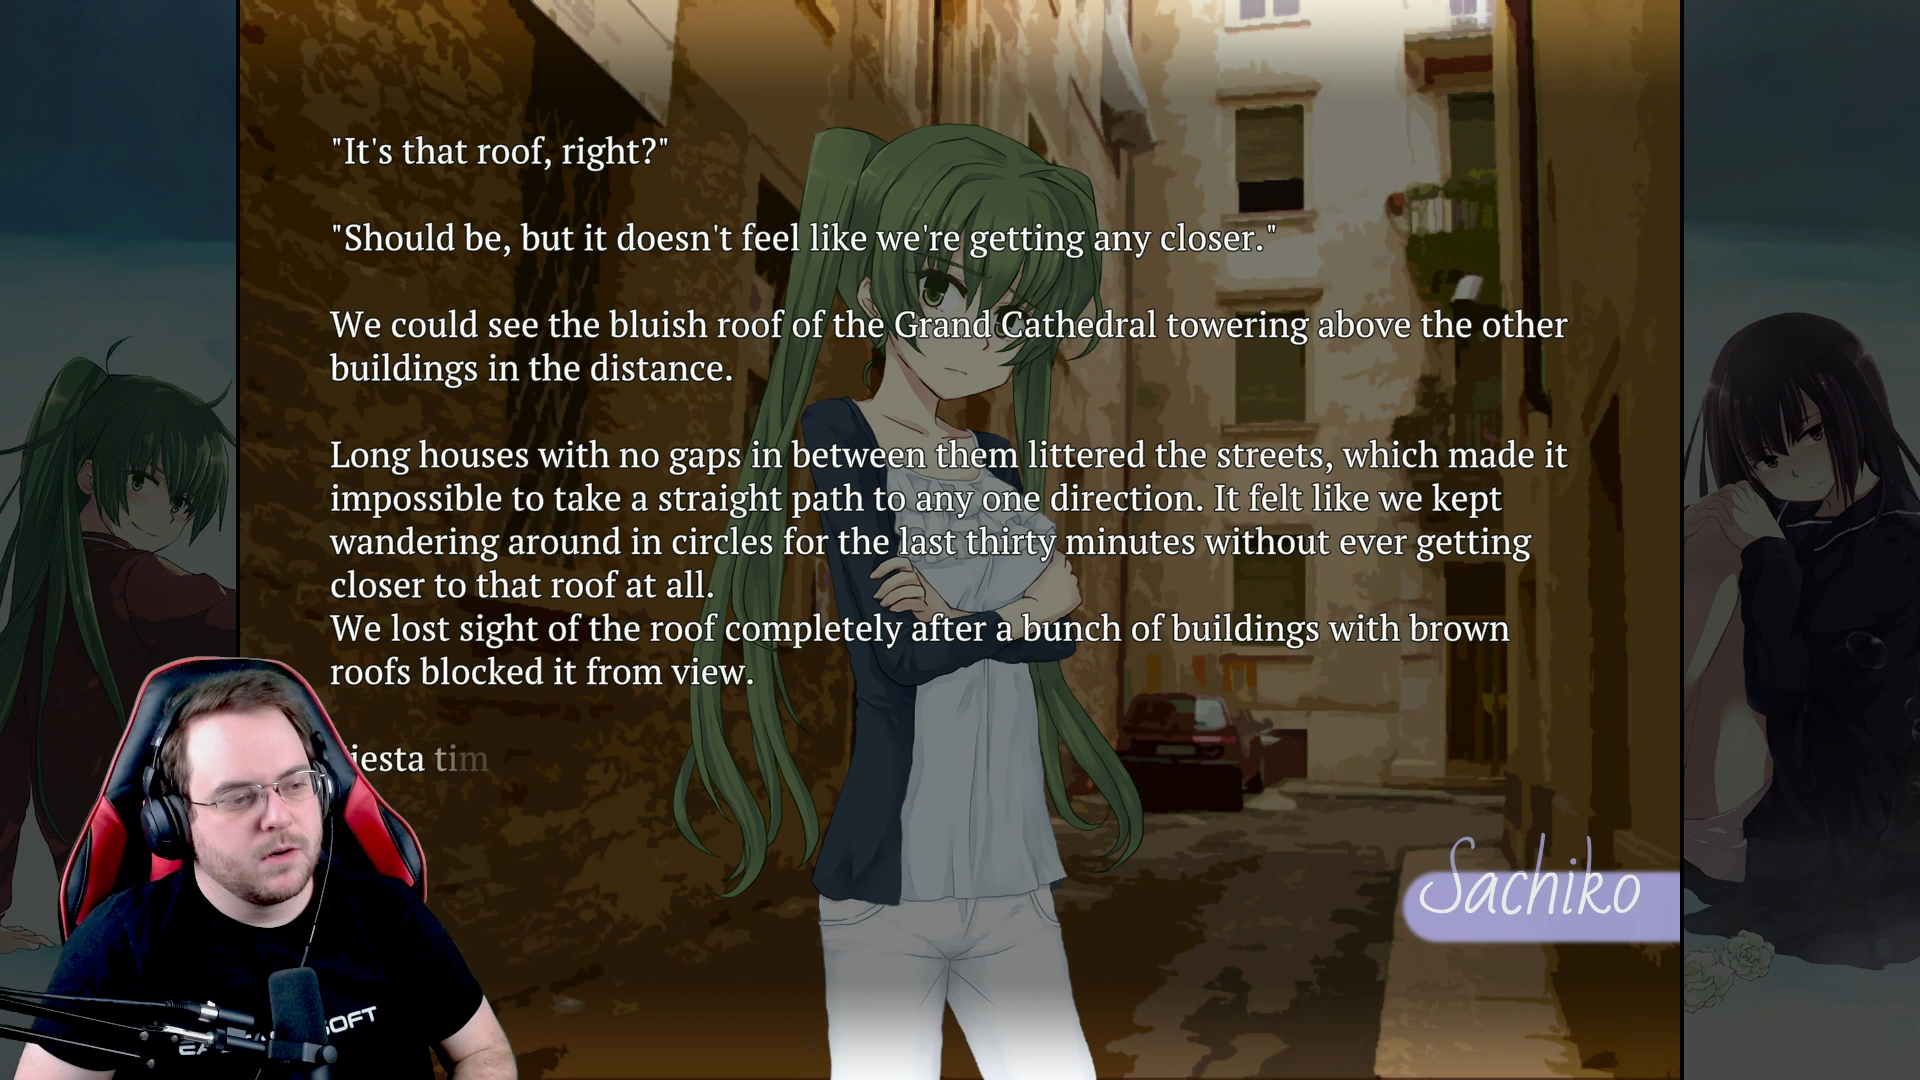 "It's that roof, right?"
"Should be, but it doesn't feel like we're getting any closer."
We could see the bluish roof of the Grand Cathedral towering above the other
buildings in the distance.
Long houses with no gaps in between them littered the streets, which made it
impossible to take a straight path to any one direction. It felt like we kept
wandering around in circles for the last thirty minutes without ever getting
closer to that roof at all.
We lost sight of the roof completely after a bunch of buildings with brown
roofs blocked it from view.
iesta tim
Sachiko